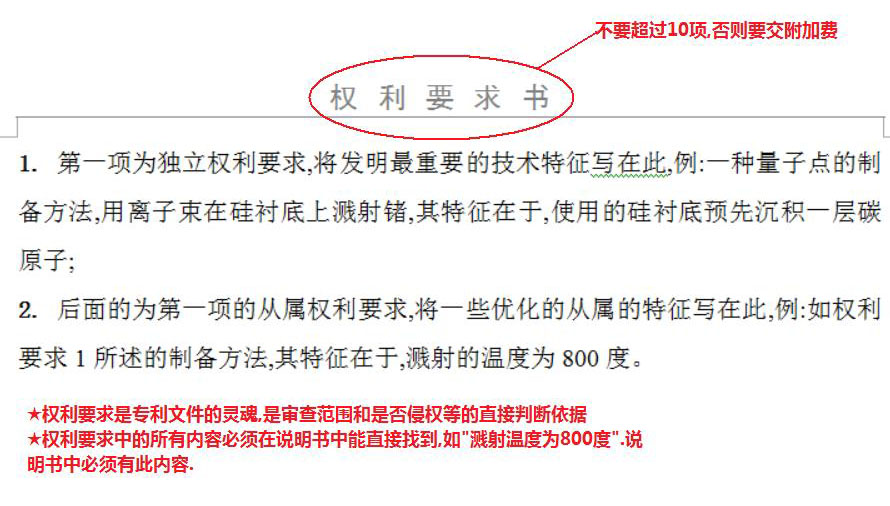 不要超过10项,否则要交附加费
权利要求书
1. 第一项为独立权利要求,将发明最重要的技术特征写在此,例:一种量子点的制
备方法,用离子束在硅衬底上溅射锗,其特征在于,使用的硅衬底预先沉积一层碳
原子;
2. 后面的为第一项的从属权利要求,将一些优化的从属的特征写在此,例:如权利
要求 1 所述的制备方法,其特征在于,溅射的温度为 800 度。
★权利要求是专利文件的灵魂,是审查范围和是否侵权等的直接判断依据
★权利要求中的所有内容必须在说明书中能直接找到,如"溅射温度为800度".说
明书中必须有此内容.